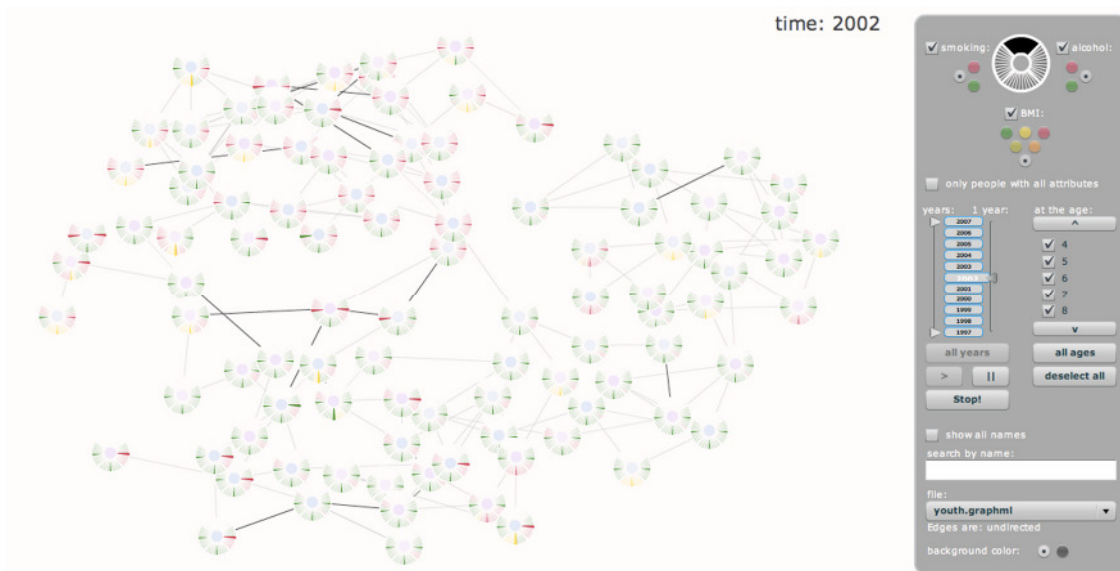 time: 2002
smoking:
alcohol:
BMI:
only people with all attributes
years: 1 year: at the age:
2007
2006
2005
2004
2003
2001
2000
1999
1998
1997
^
4
5
6
7
8
v
all years
all ages
>
||
deselect all
Stop!
show all names
search by name:
file:
youth.graphml
Edges are: undirected
background color: